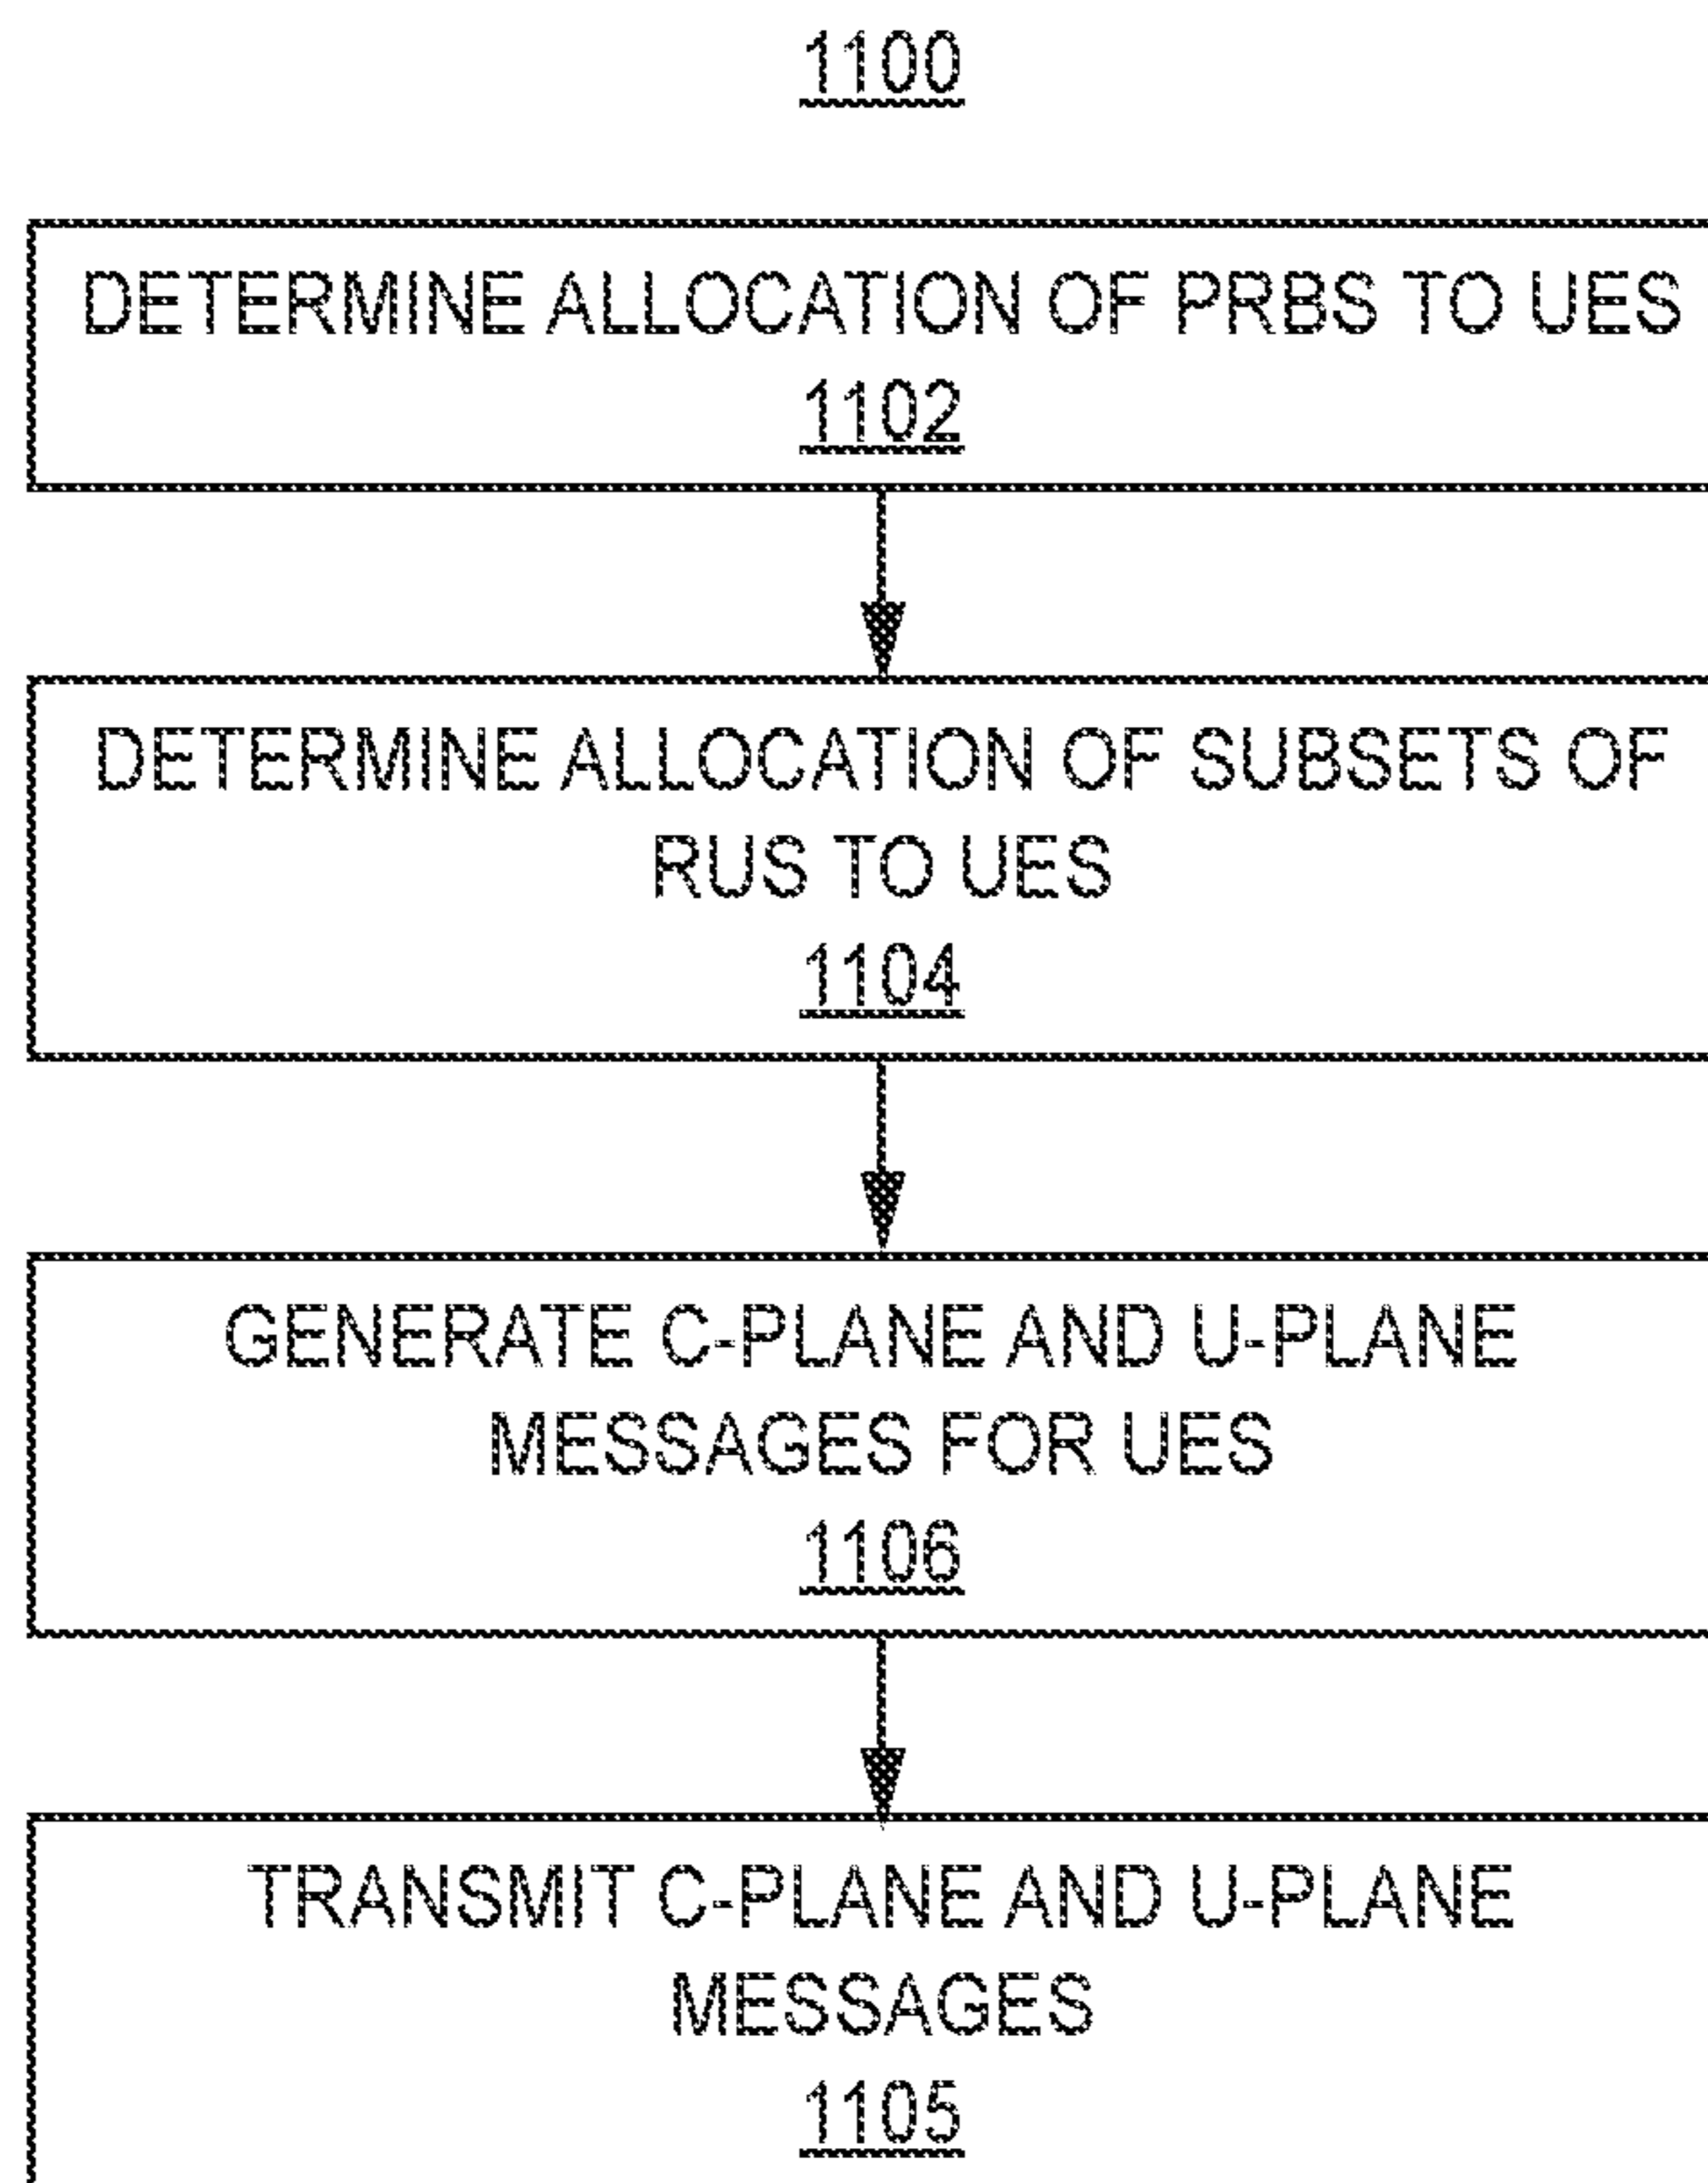 1100
DETERMINE ALLOCATION OF PRBS TO UES
1102
DETERMINE ALLOCATION OF SUBSETS OF
RUS TO UES
1104
GENERATE C-PLANE AND U-PLANE
MESSAGES FOR UES
1106
TRANSMIT C-PLANE AND U-PLANE
MESSAGES
1105